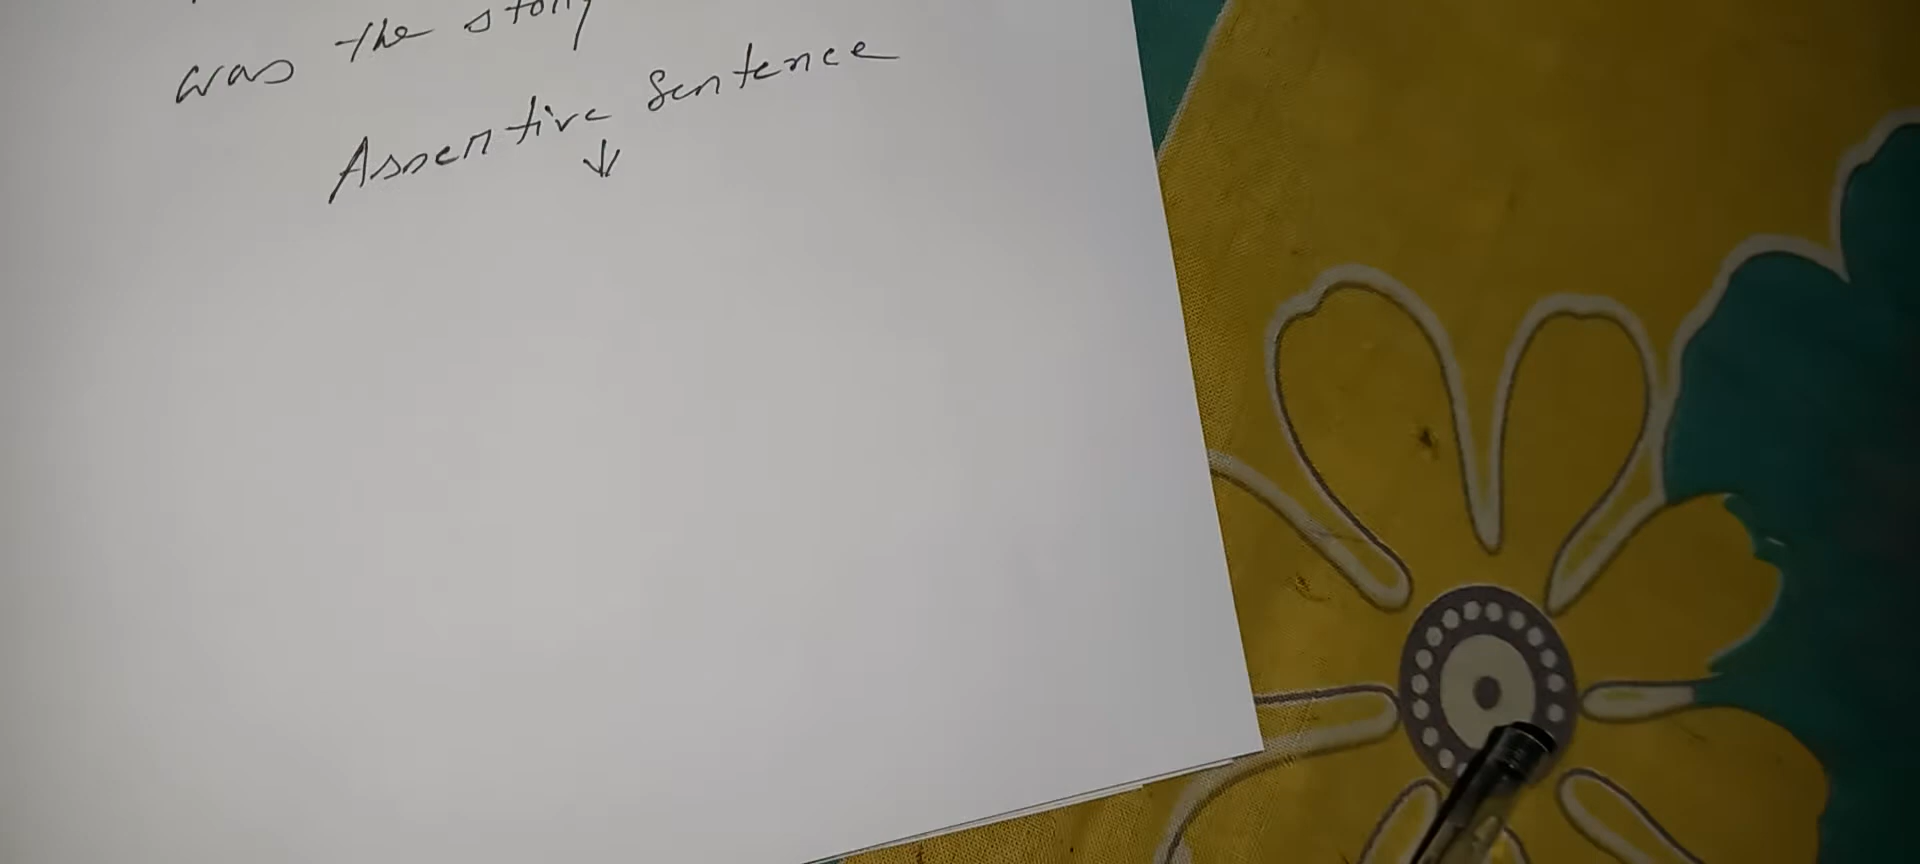 was the story
Assertive Sentence
↓